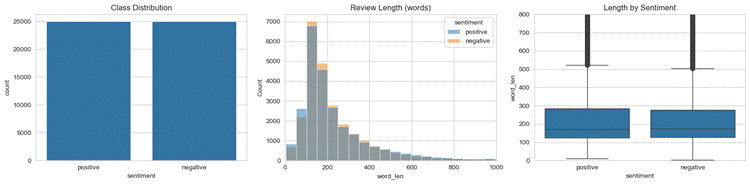 Class Distribution
25000
20000
15000
10000
5000
0
count
positive
negative
sentiment
Review Length (words)
7000
6000
5000
4000
3000
2000
1000
0
Count
sentiment
positive
negative
0
200
400
600
800
1000
word_len
Length by Sentiment
800
700
600
500
400
300
200
100
0
word_len
positive
negative
sentiment